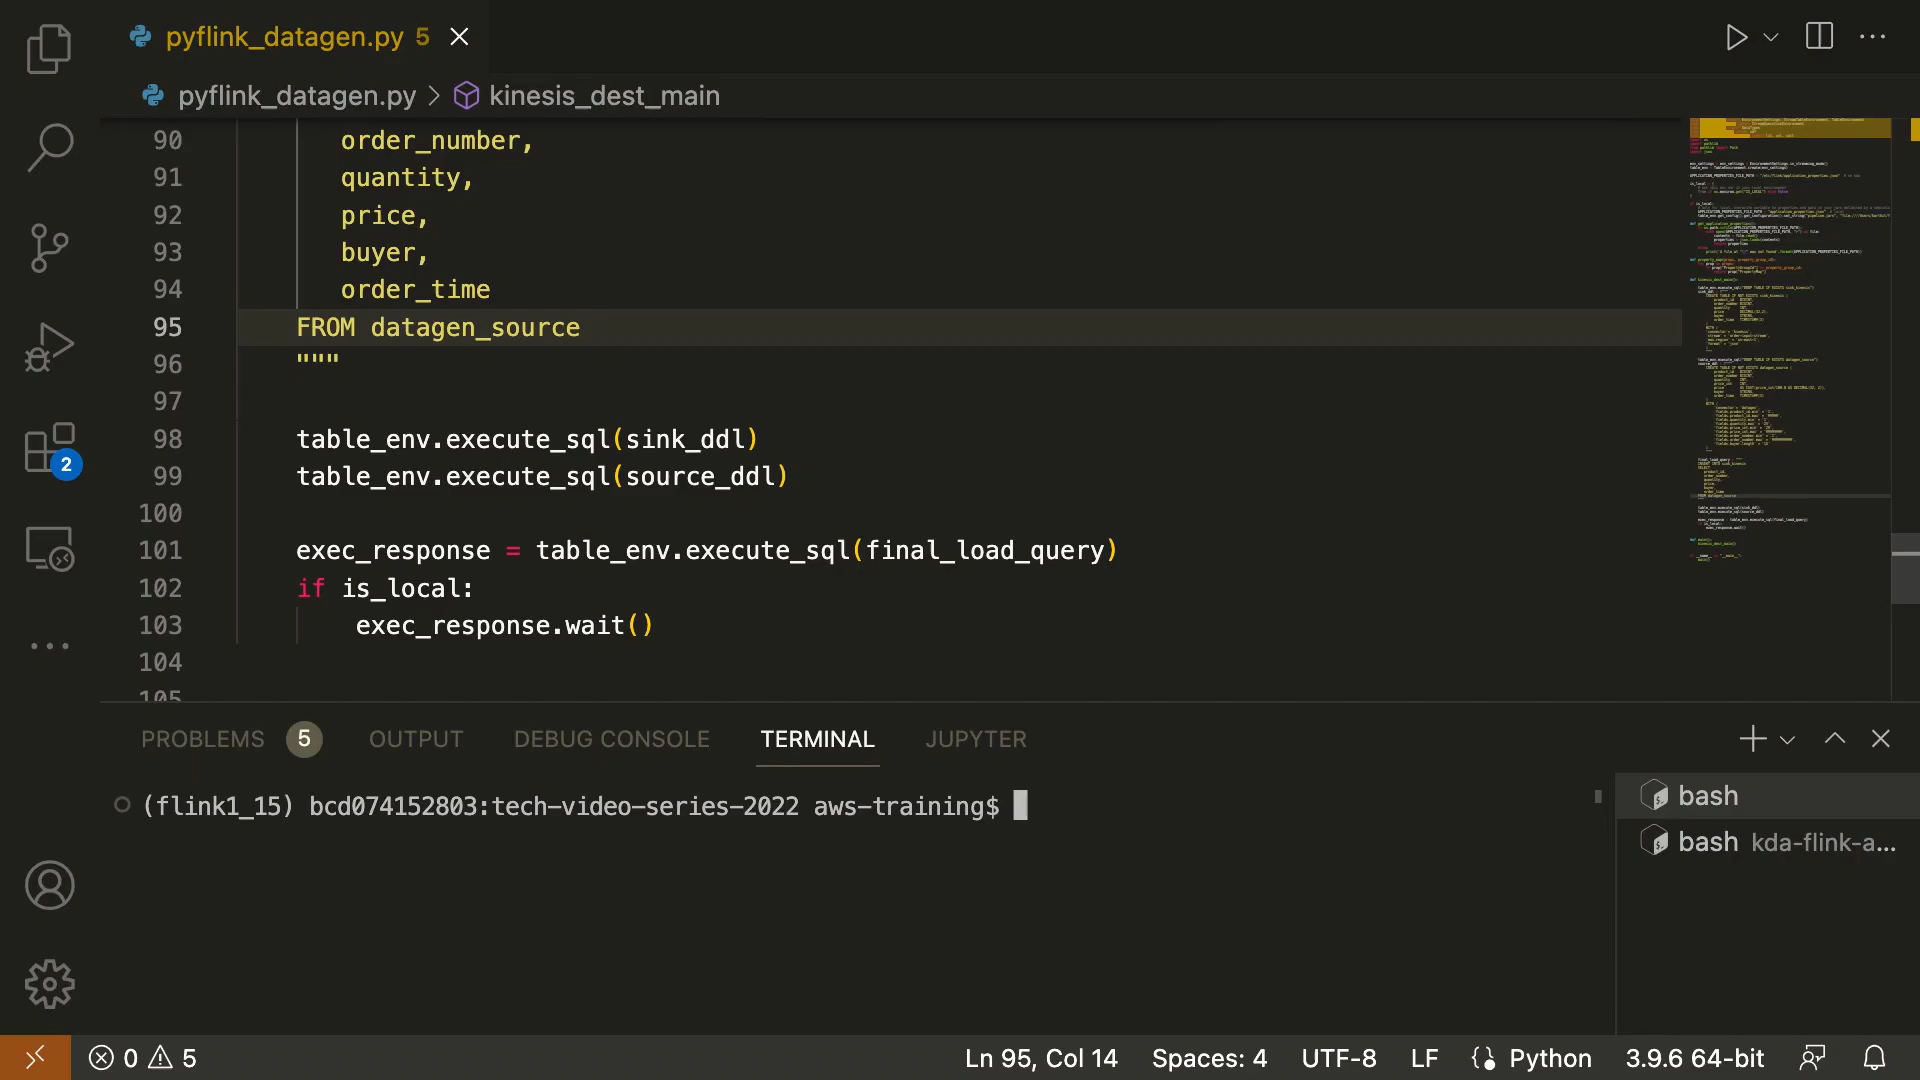 pyflink_datagen.py 5
pyflink_datagen.py > kinesis_dest_main
90 order_number,
91 quantity,
92 price,
93 buyer,
94 order_time
95 FROM datagen_source
96 """
97
98 table_env.execute_sql(sink_ddl)
99 table_env.execute_sql(source_ddl)
100
101 exec_response = table_env.execute_sql(final_load_query)
102 if is_local:
103 exec_response.wait()
104
105
2
PROBLEMS 5 OUTPUT DEBUG CONSOLE TERMINAL JUPYTER
(flink1_15) bcd074152803:tech-video-series-2022 aws-training$
bash
bash kda-flink-a...
0 5 Ln 95, Col 14 Spaces: 4 UTF-8 LF Python 3.9.6 64-bit